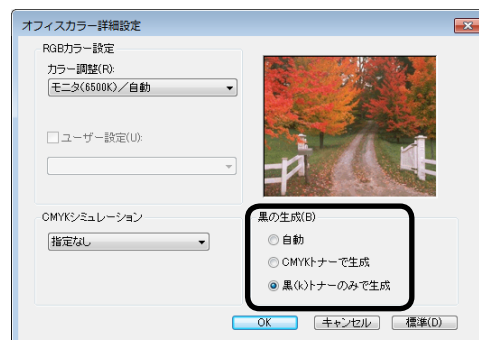 オフィスカラー詳細設定
RGBカラー設定
カラー調整(R):
モニタ(6500K)／自動
ユーザー設定(U):
CMYKシミュレーション
指定なし
黒の生成(B)
自動
CMYKトナーで生成
黒(k)トナーのみで生成
OK キャンセル 標準(D)